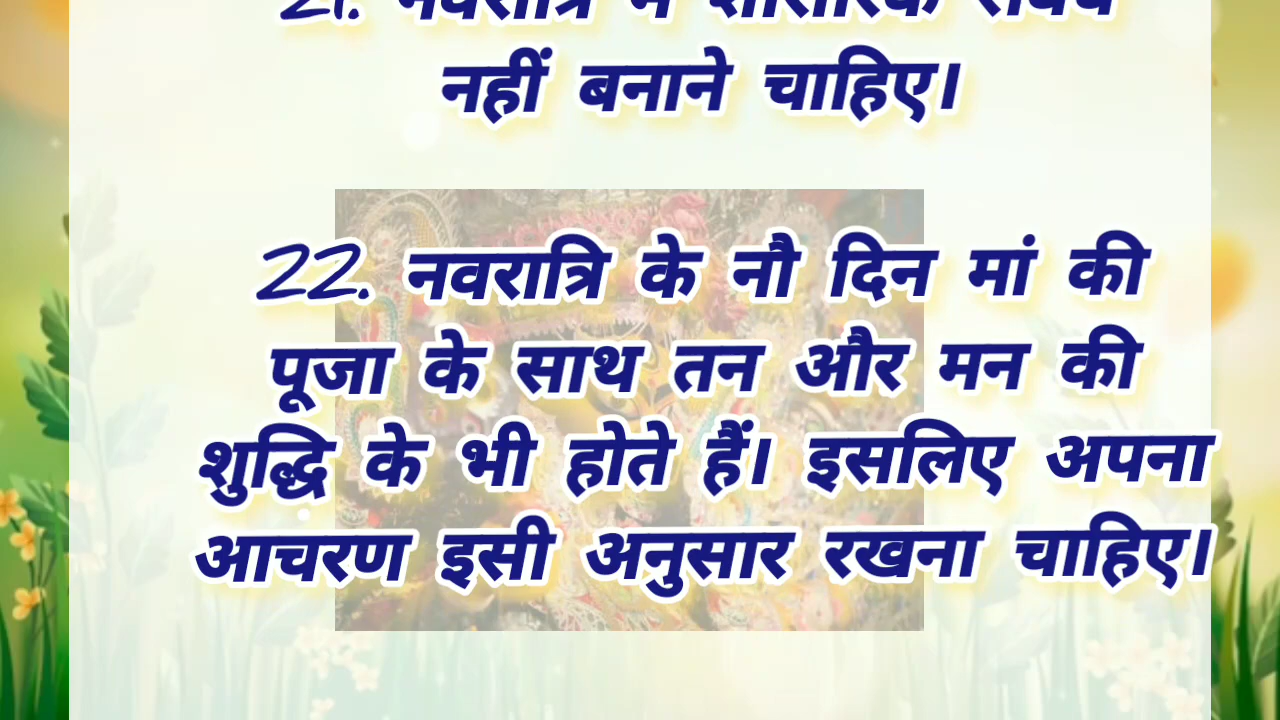 21. नवरात्रि में शारीरिक संबंध
नहीं बनाने चाहिए।
22. नवरात्रि के नौ दिन मां की
पूजा के साथ तन और मन की
शुद्धि के भी होते हैं। इसलिए अपना
आचरण इसी अनुसार रखना चाहिए।